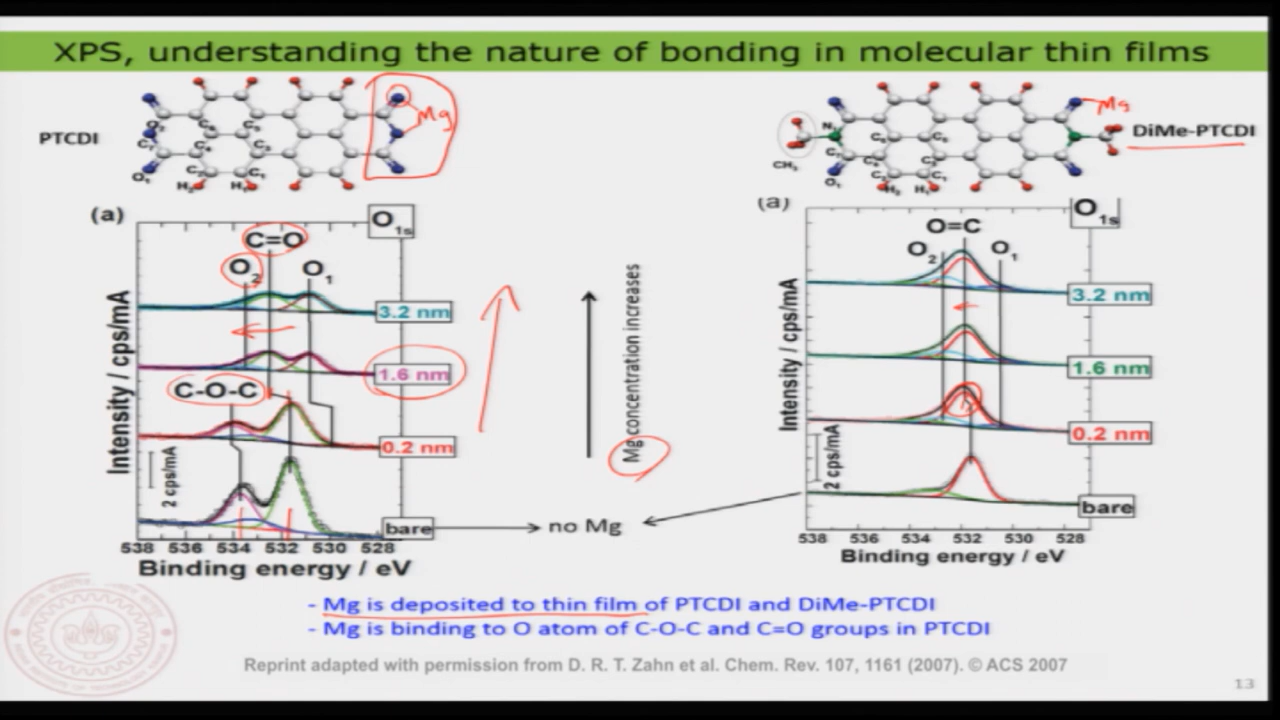 XPS, understanding the nature of bonding in molecular thin films
PTCDI
Mg
Mg
DiMe-PTCDI
CH3
(a)
O1s
C=O
O2
O1
3.2 nm
1.6 nm
C-O-C
0.2 nm
2 cps/mA
bare
Intensity / cps/mA
538 536 534 532 530 528
Binding energy / eV
Mg concentration increases
no Mg
(a)
O1s
O=C
O2
O1
3.2 nm
1.6 nm
0.2 nm
2 cps/mA
bare
Intensity / cps/mA
538 536 534 532 530 528
Binding energy / eV
- Mg is deposited to thin film of PTCDI and DiMe-PTCDI
- Mg is binding to O atom of C-O-C and C=O groups in PTCDI
Reprint adapted with permission from D. R. T. Zahn et al. Chem. Rev. 107, 1161 (2007). © ACS 2007
13